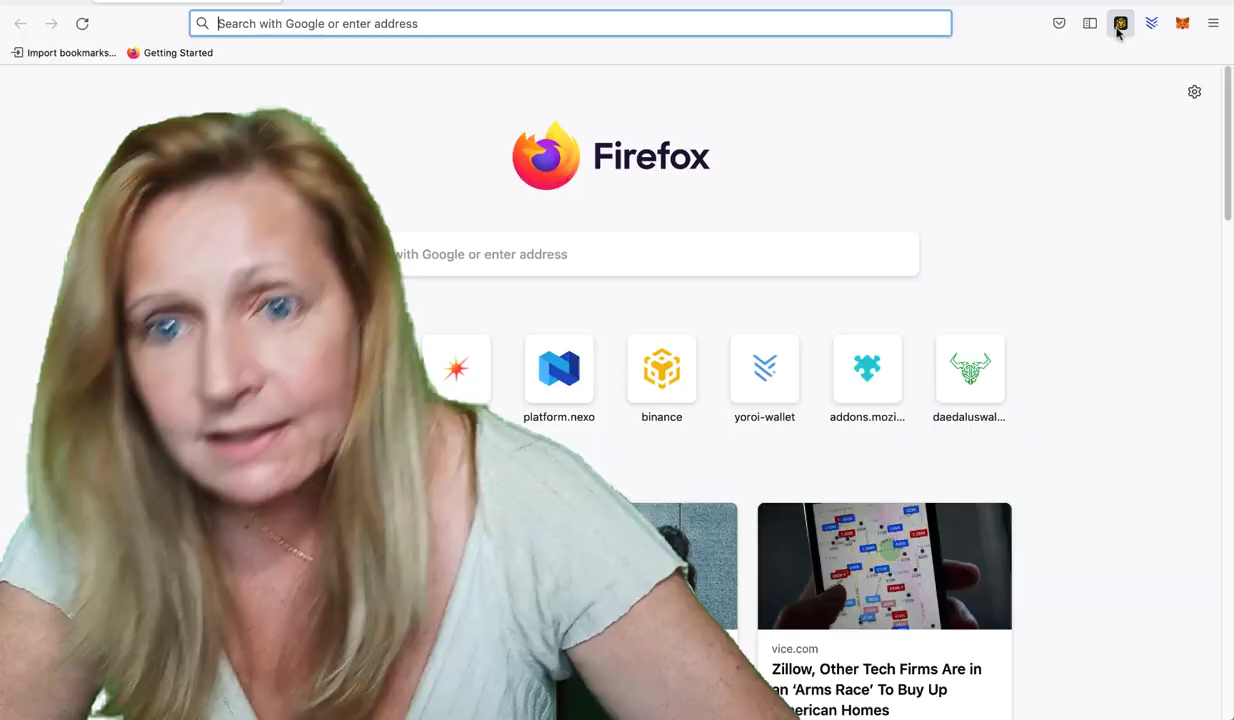 Search with Google or enter address
Import bookmarks...
Getting Started
Firefox
with Google or enter address
platform.nexo
binance
yoroi-wallet
addons.mozi...
daedaluswal...
vice.com
Zillow, Other Tech Firms Are in
an ‘Arms Race’ To Buy Up
American Homes